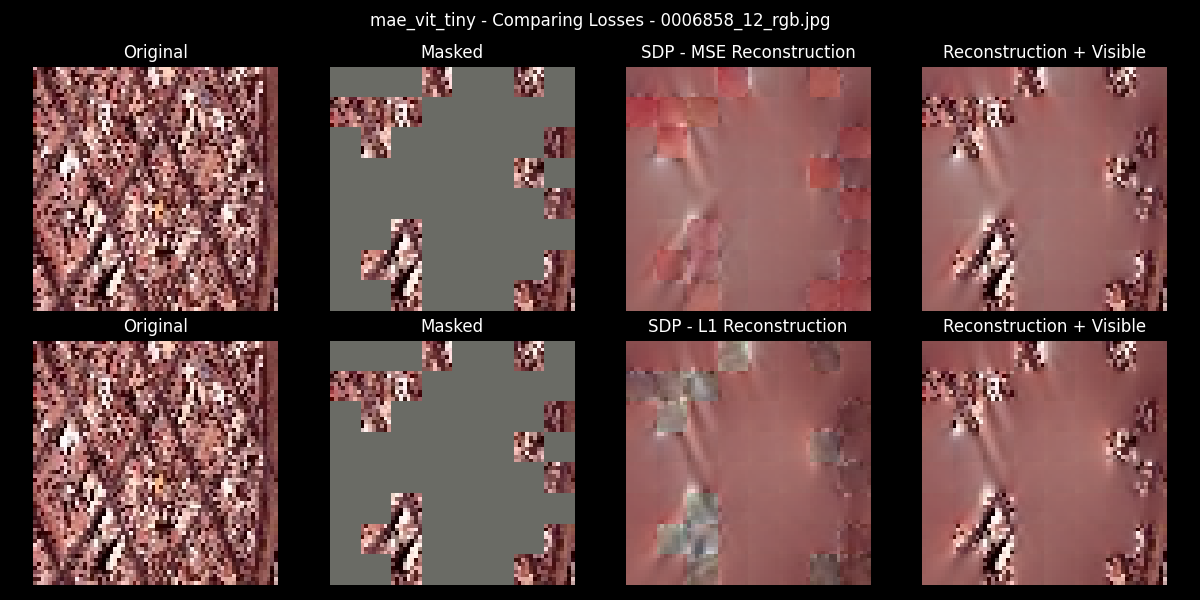 mae_vit_tiny - Comparing Losses - 0006858_12_rgb.jpg
Original
Masked
SDP - MSE Reconstruction
Reconstruction + Visible
Original
Masked
SDP - L1 Reconstruction
Reconstruction + Visible